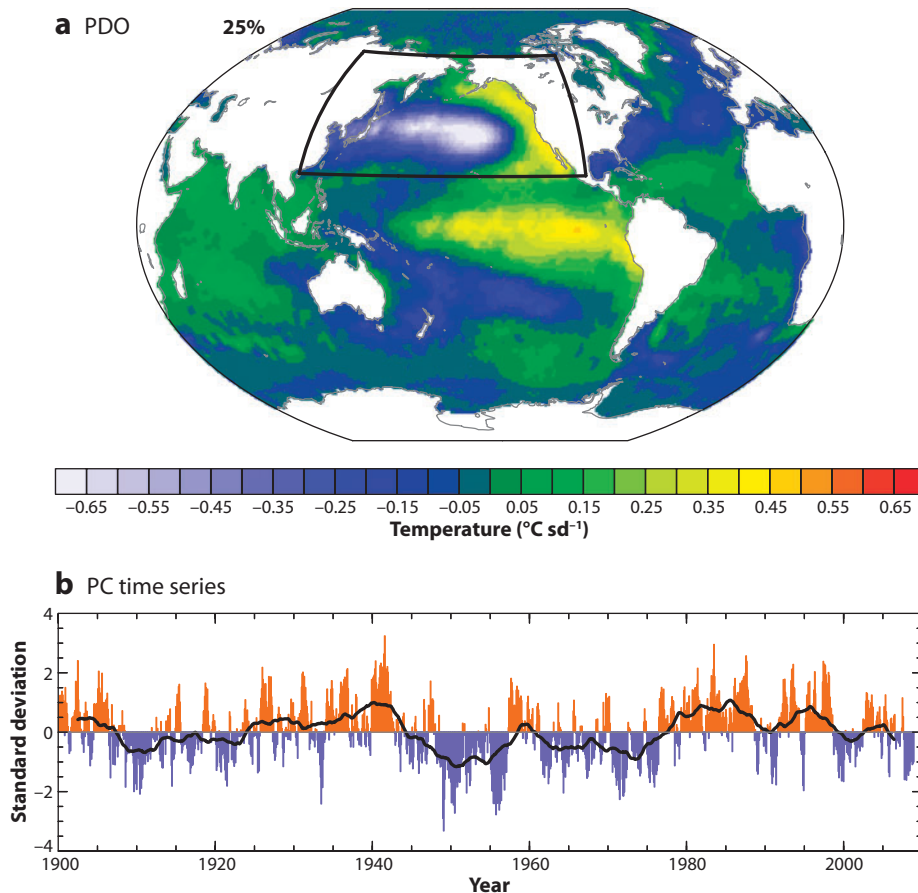 a PDO 25%
−0.65 −0.55 −0.45 −0.35 −0.25 −0.15 −0.05 0.05 0.15 0.25 0.35 0.45 0.55 0.65
Temperature (°C sd⁻¹)
b PC time series
4
2
0
−2
−4
Standard deviation
1900 1920 1940 1960 1980 2000
Year